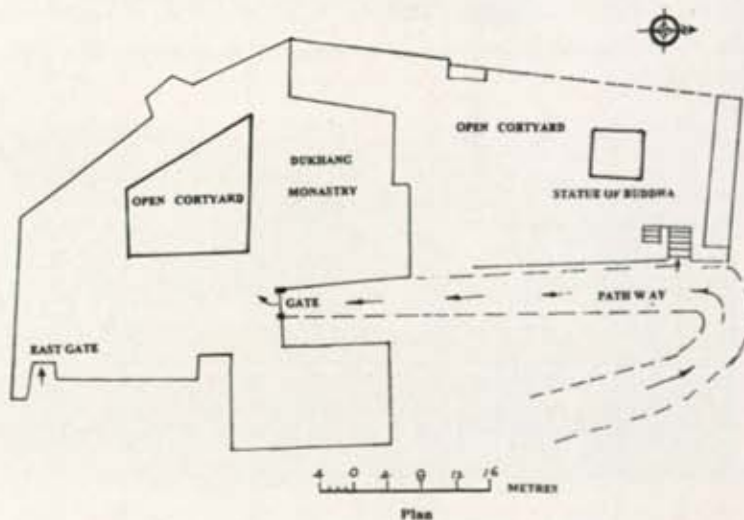 OPEN CORTYARD
DUKHANG
MONASTRY
OPEN CORTYARD
STATUE OF BUDDHA
GATE
PATH WAY
EAST GATE
4 0 4 8 12 16
METRES
Plan